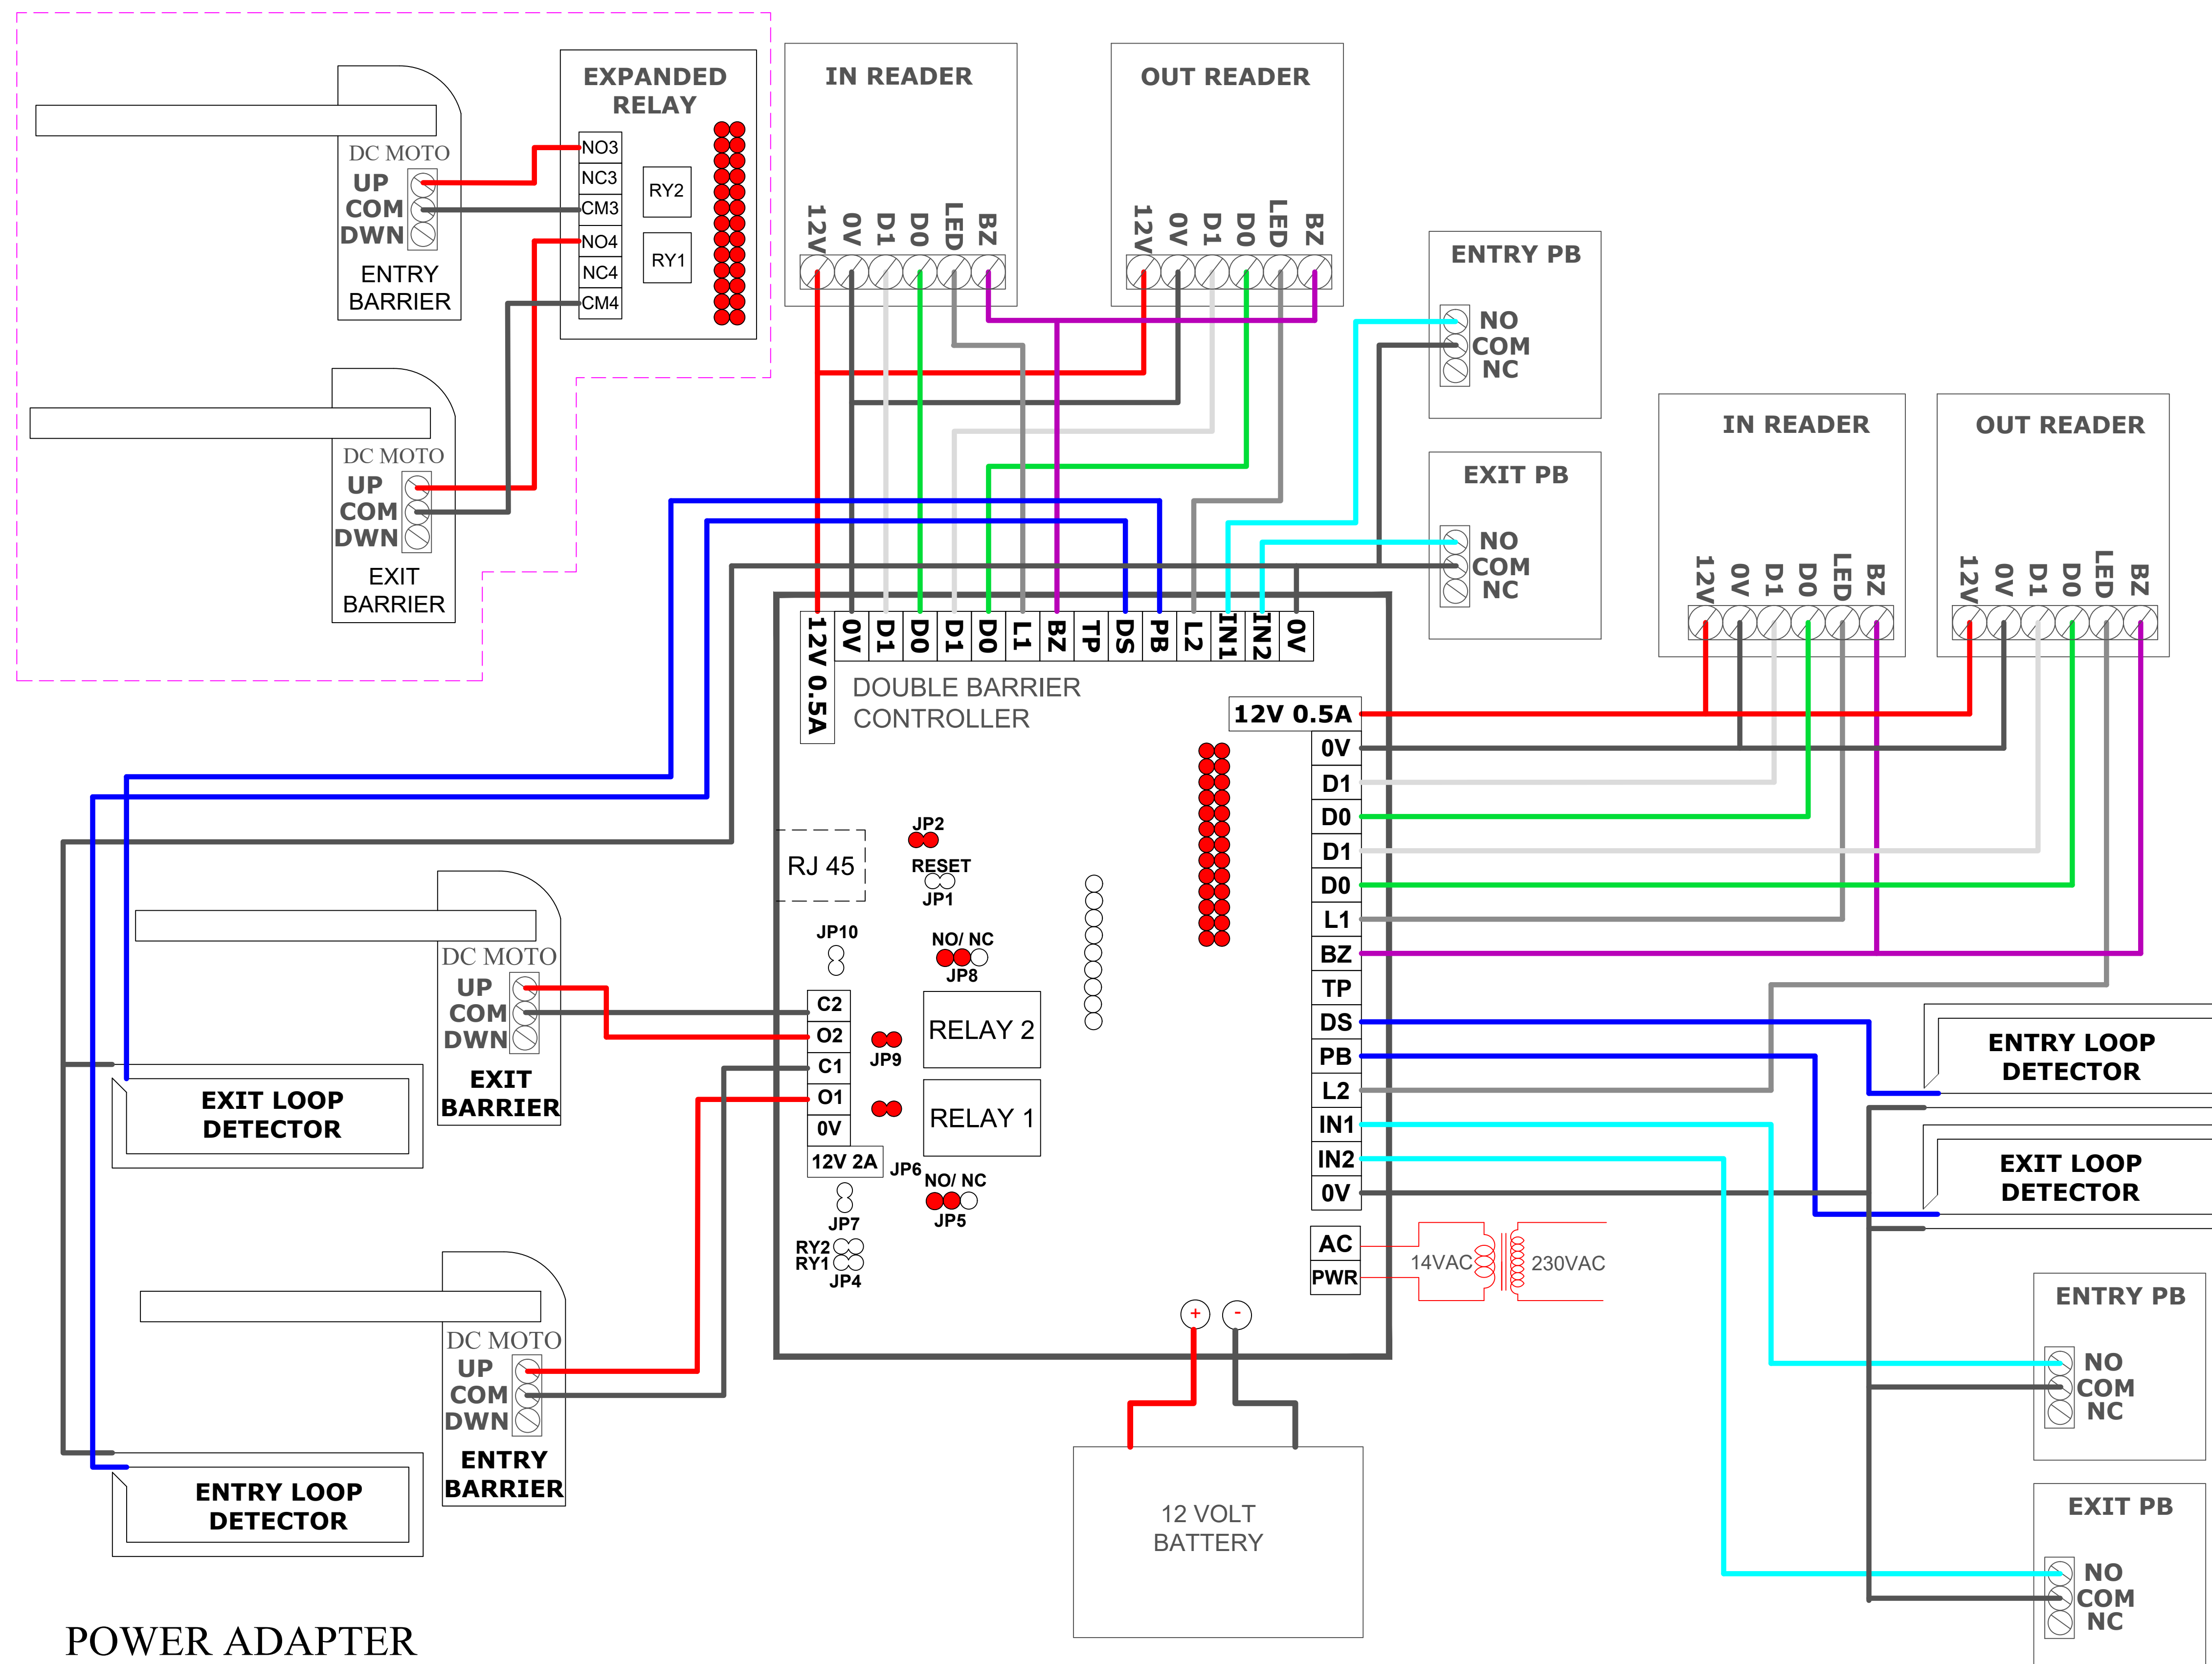 EXPANDED
RELAY
NO3
NC3
CM3
NO4
NC4
CM4
RY2
RY1
DC MOTO
UP
COM
DWN
ENTRY
BARRIER
DC MOTO
UP
COM
DWN
EXIT
BARRIER
IN READER
12V
0V
D1
D0
LED
BZ
OUT READER
12V
0V
D1
D0
LED
BZ
ENTRY PB
NO
COM
NC
EXIT PB
NO
COM
NC
IN READER
12V
0V
D1
D0
LED
BZ
OUT READER
12V
0V
D1
D0
LED
BZ
12V 0.5A
0V
D1
D0
D1
D0
L1
BZ
TP
DS
PB
L2
IN1
IN2
0V
DOUBLE BARRIER
CONTROLLER
12V 0.5A
0V
D1
D0
D1
D0
L1
BZ
TP
DS
PB
L2
IN1
IN2
0V
AC
PWR
14VAC
230VAC
JP2
RJ 45
RESET
JP1
JP10
NO/ NC
JP8
C2
O2
C1
O1
0V
12V 2A
RELAY 2
JP9
RELAY 1
JP6
NO/ NC
JP5
JP7
RY2
RY1
JP4
+
-
12 VOLT
BATTERY
DC MOTO
UP
COM
DWN
EXIT
BARRIER
EXIT LOOP
DETECTOR
DC MOTO
UP
COM
DWN
ENTRY
BARRIER
ENTRY LOOP
DETECTOR
ENTRY LOOP
DETECTOR
EXIT LOOP
DETECTOR
ENTRY PB
NO
COM
NC
EXIT PB
NO
COM
NC
POWER ADAPTER